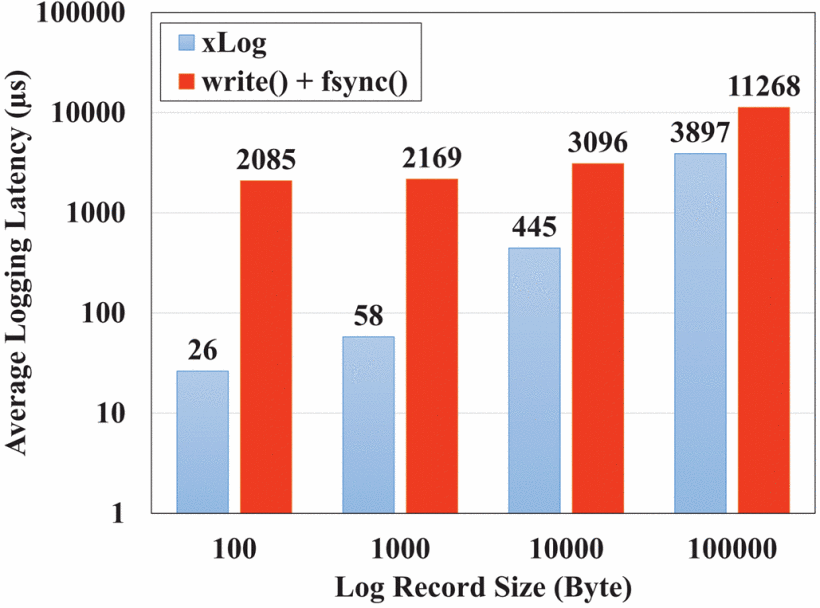 Average Logging Latency (μs)
100000
10000
1000
100
10
1
xLog
write() + fsync()
26
2085
58
2169
445
3096
3897
11268
100 1000 10000 100000
Log Record Size (Byte)